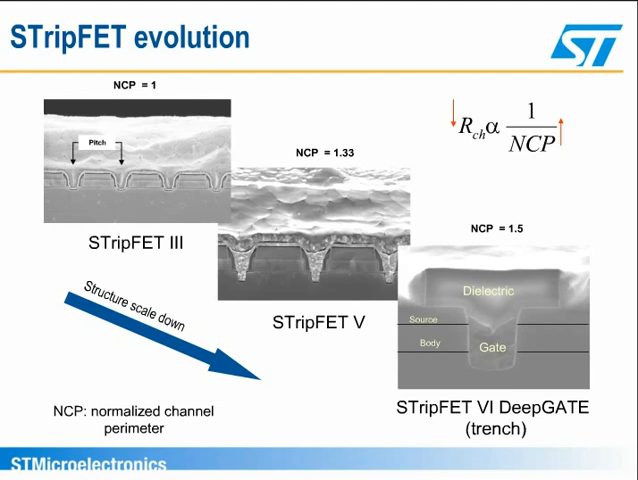 STripFET evolution
ST
NCP = 1
Pitch
STripFET III
NCP = 1.33
STripFET V
R_ch α 1/NCP
NCP = 1.5
Dielectric
Source
Body
Gate
STripFET VI DeepGATE
(trench)
Structure scale down
NCP: normalized channel
perimeter
STMicroelectronics